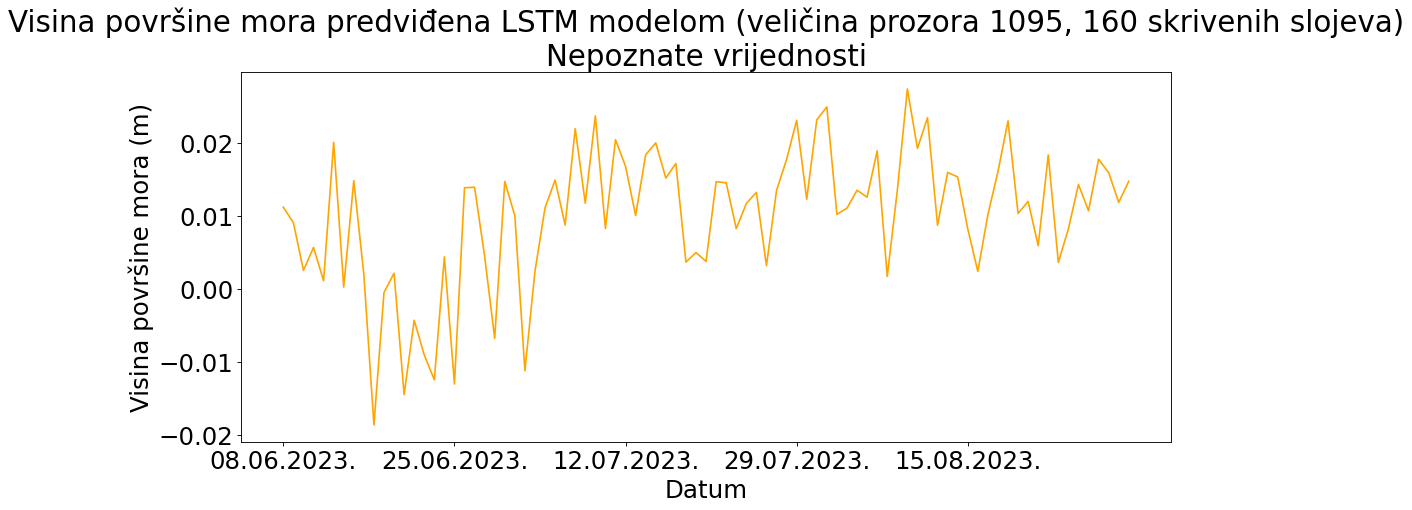 Visina površine mora predviđena LSTM modelom (veličina prozora 1095, 160 skrivenih slojeva)
Nepoznate vrijednosti
Visina površine mora (m)
0.02
0.01
0.00
−0.01
−0.02
08.06.2023. 25.06.2023. 12.07.2023. 29.07.2023. 15.08.2023.
Datum